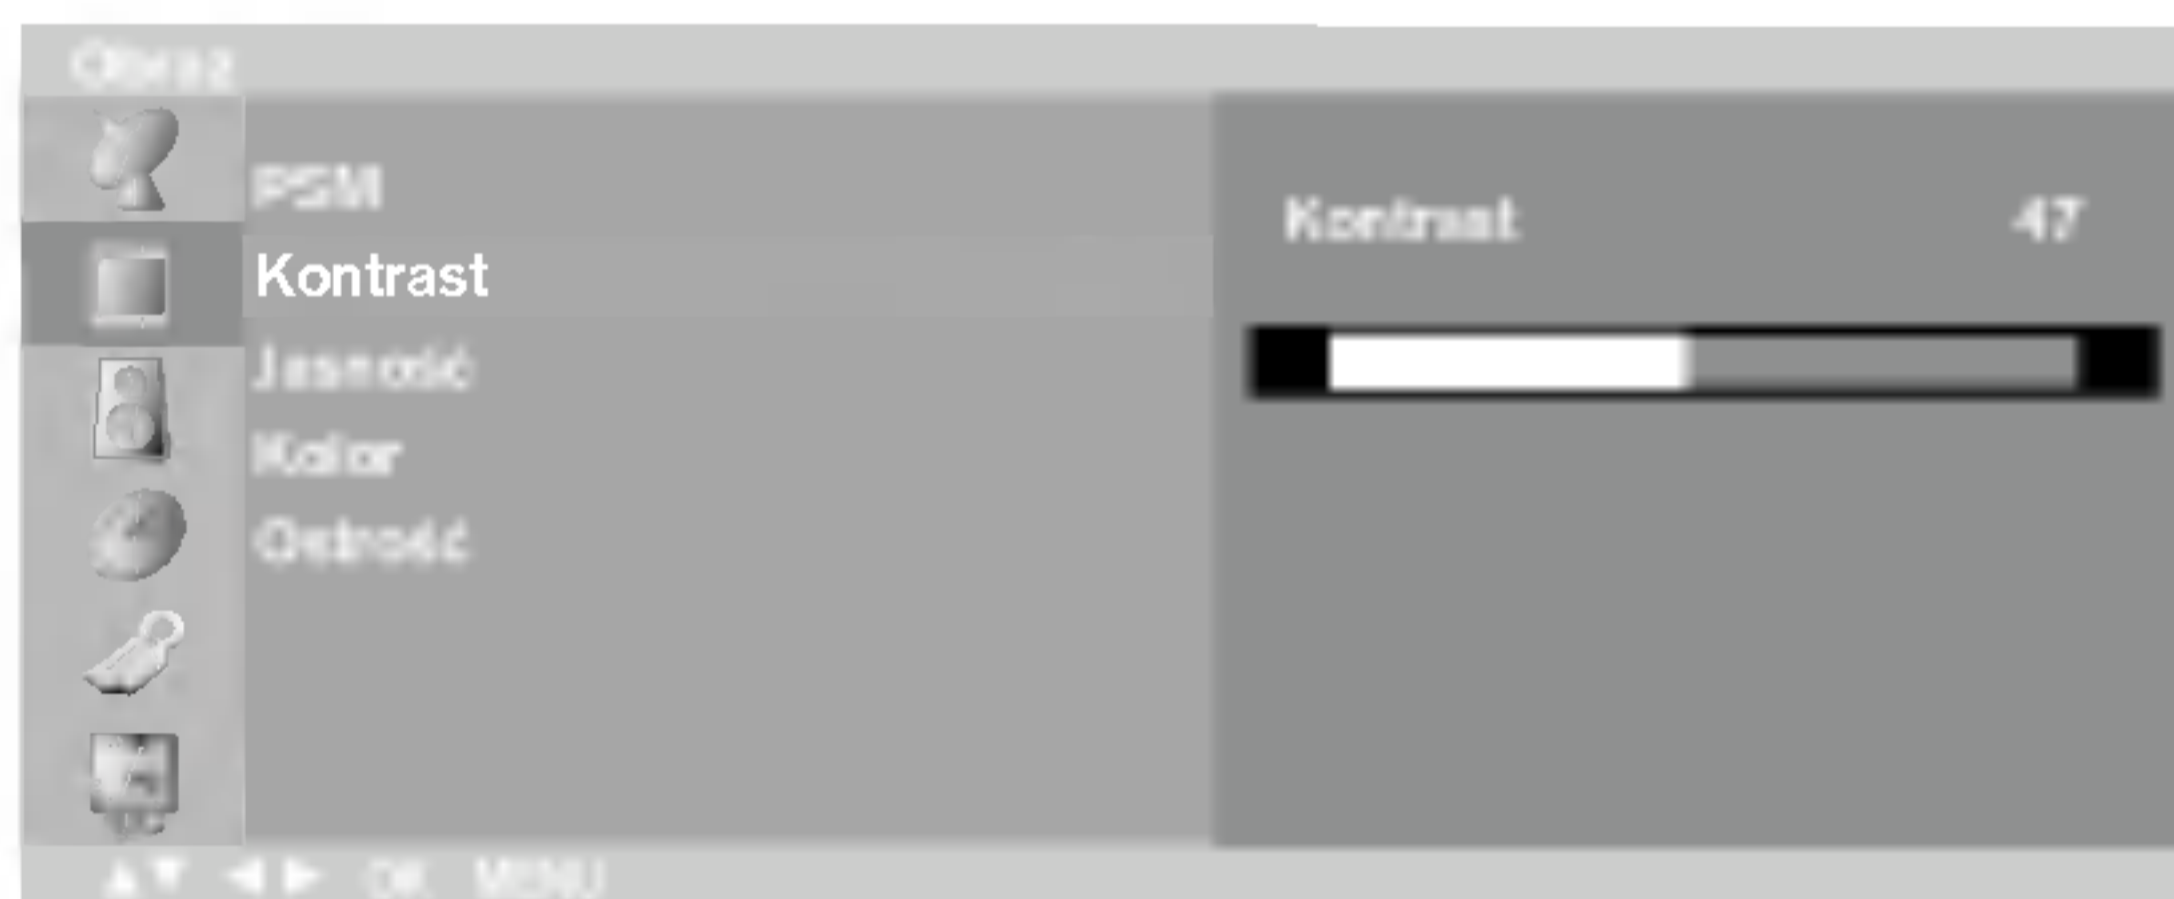 Obraz
PSM
Kontrast
Jasność
Kolor
Ostrość
Kontrast 47
▲▼ ◀▶ OK MENU